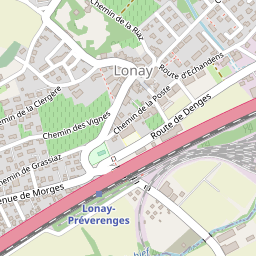 Chemin de la Riaz
Lonay
Route d'Echandens
Chemin de la Clergère
Chemin de la Poste
Route de Denges
Chemin des Vignes
Chemin de Grassiaz
Avenue de Morges
Lonay-
Préverenges